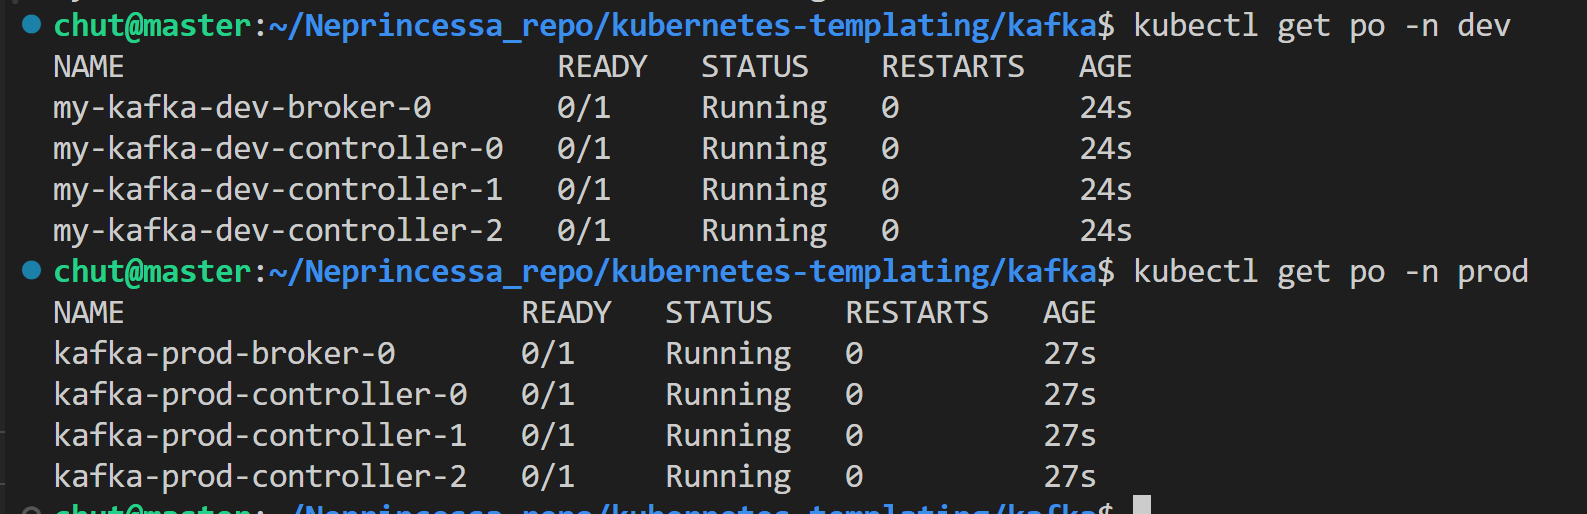 chut@master:~/Neprincessa_repo/kubernetes-templating/kafka$ kubectl get po -n dev
NAME                            READY   STATUS    RESTARTS   AGE
my-kafka-dev-broker-0       0/1     Running   0          24s
my-kafka-dev-controller-0   0/1     Running   0          24s
my-kafka-dev-controller-1   0/1     Running   0          24s
my-kafka-dev-controller-2   0/1     Running   0          24s
chut@master:~/Neprincessa_repo/kubernetes-templating/kafka$ kubectl get po -n prod
NAME                      READY   STATUS    RESTARTS   AGE
kafka-prod-broker-0       0/1     Running   0          27s
kafka-prod-controller-0   0/1     Running   0          27s
kafka-prod-controller-1   0/1     Running   0          27s
kafka-prod-controller-2   0/1     Running   0          27s
chut@master:~/Neprincessa_repo/kubernetes-templating/kafka$